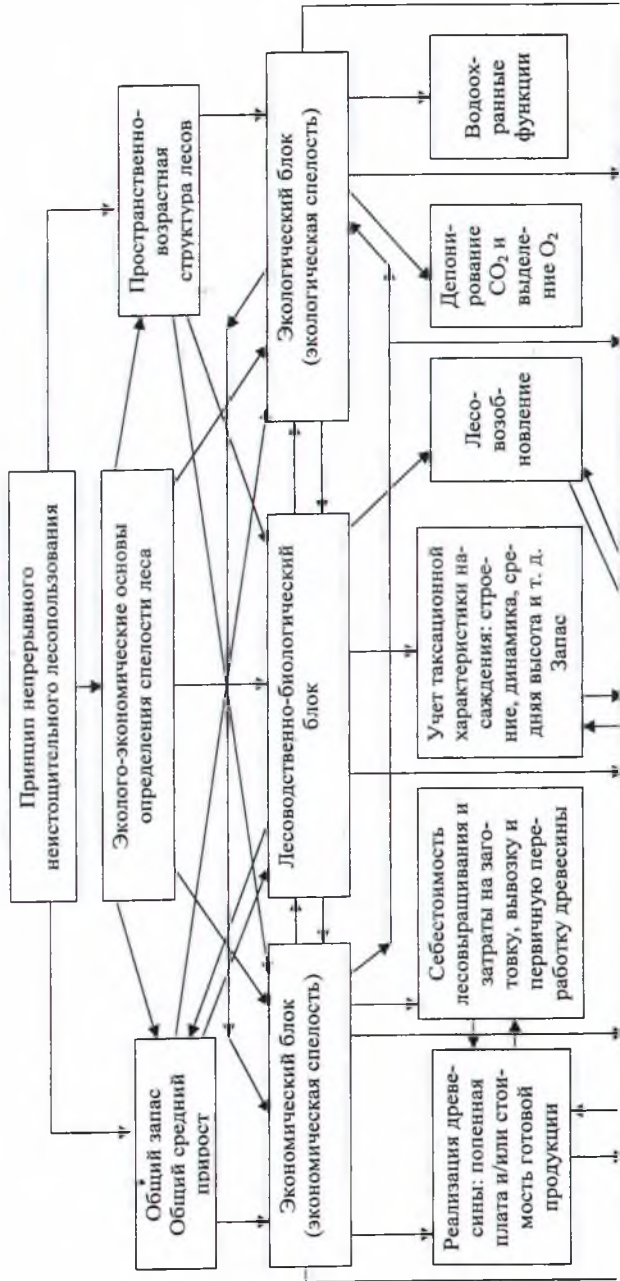 Принцип непрерывного
неистощительного лесопользования
Эколого-экономические основы
определения спелости леса
Общий запас
Общий средний
прирост
Пространственно-
возрастная
структура лесов
Экономический блок
(экономическая спелость)
Лесоводственно-биологический
блок
Экологический блок
(экологическая спелость)
Реализация древе-
сины: попенная
плата и/или стои-
мость готовой
продукции
Себестоимость
лесовыращивания и
затраты на заго-
товку, вывозку и
первичную пере-
работку древесины
Учет таксационной
характеристики на-
саждения: строе-
ние, динамика, сре-
дняя высота и т. д.
Запас
Лесо-
возоб-
новление
Депони-
рование
CO₂ и
выделе-
ние O₂
Водоох-
ранные
функции